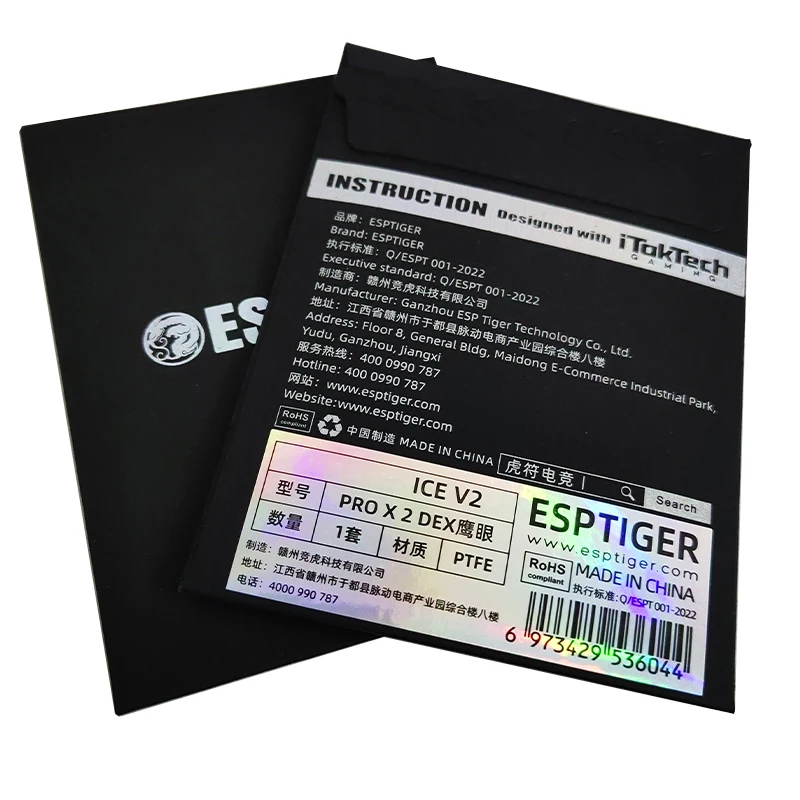 ES
INSTRUCTION Designed with iTokTech
GAMING
品牌：ESPTIGER
Brand: ESPTIGER
执行标准：Q/ESPT 001-2022
Executive standard: Q/ESPT 001-2022
制造商：赣州竞虎科技有限公司
Manufacturer: Ganzhou ESP Tiger Technology Co., Ltd.
地址：江西省赣州市于都县脉动电商产业园综合楼八楼
Address: Floor 8, General Bldg, Maidong E-Commerce Industrial Park,
Yudu, Ganzhou, Jiangxi
服务热线：400 0990 787
Hotline: 400 0990 787
网站：www.esptiger.com
Website:www.esptiger.com
RoHS
compliant
中国制造 MADE IN CHINA
虎符电竞 |
Search
ICE V2
型号 PRO X 2 DEX鹰眼
数量 1套 材质 PTFE
制造：赣州竞虎科技有限公司
地址：江西省赣州市于都县脉动电商产业园综合楼八楼
电话：4000 990 787
ESPTIGER
www.esptiger.com
RoHS
compliant
MADE IN CHINA
执行标准:Q/ESPT 001-2022
6 973429 536044